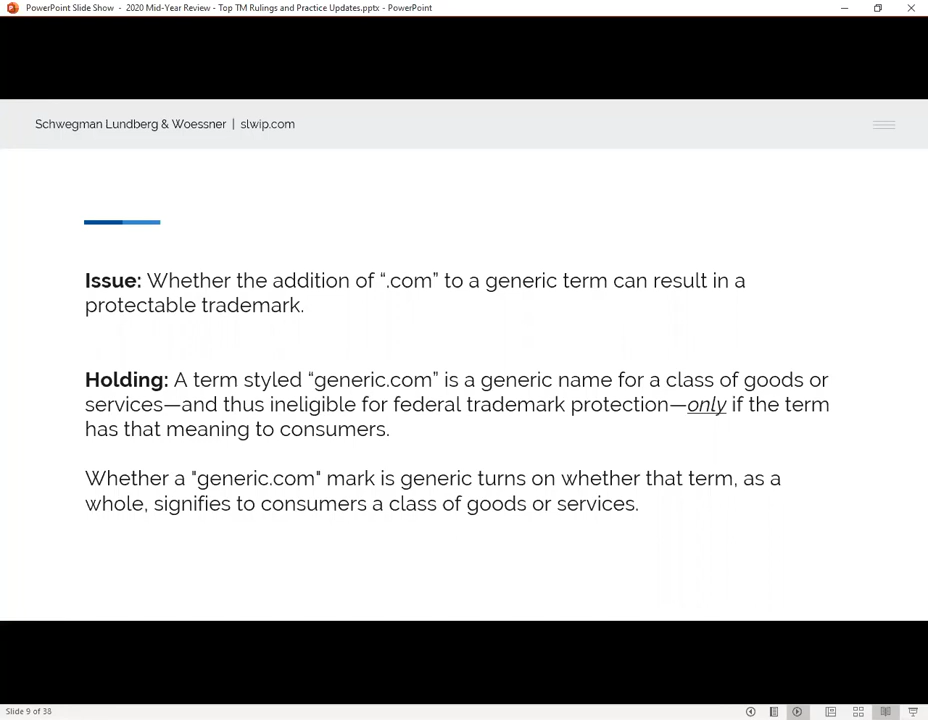 PowerPoint Slide Show - 2020 Mid-Year Review - Top TM Rulings and Practice Updates.pptx - PowerPoint
Schwegman Lundberg & Woessner | slwip.com
Issue: Whether the addition of “.com” to a generic term can result in a
protectable trademark.
Holding: A term styled “generic.com” is a generic name for a class of goods or
services—and thus ineligible for federal trademark protection—only if the term
has that meaning to consumers.
Whether a "generic.com" mark is generic turns on whether that term, as a
whole, signifies to consumers a class of goods or services.
Slide 9 of 38